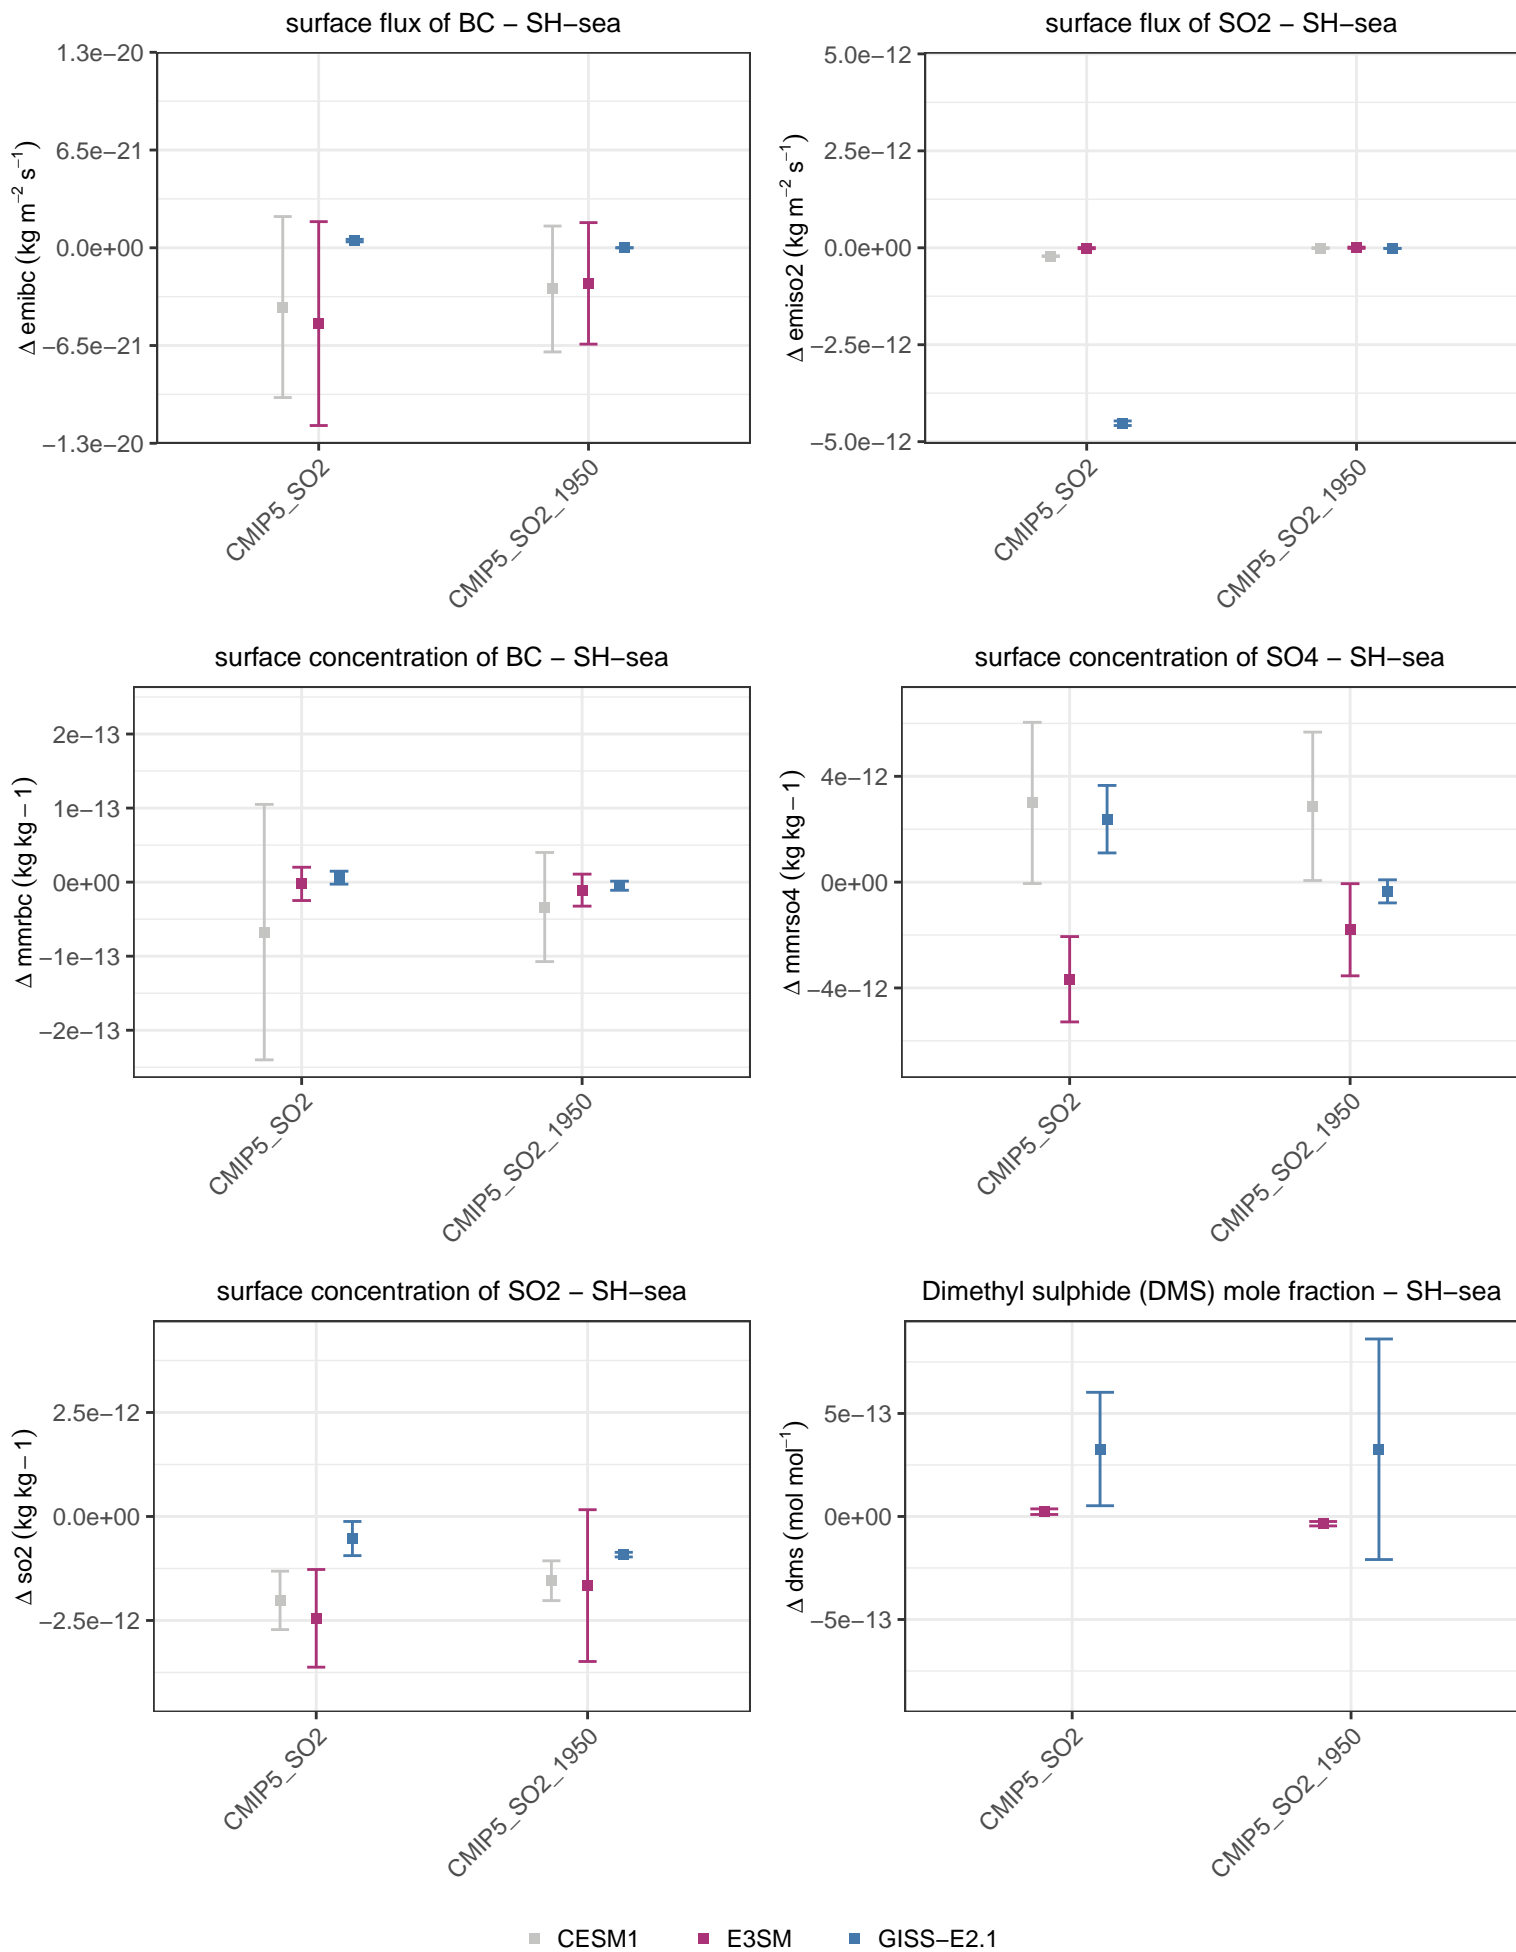 surface flux of BC − SH−sea
Δ emibc (kg m−2 s−1)
1.3e−20
6.5e−21
0.0e+00
−6.5e−21
−1.3e−20
CMIP5_SO2
CMIP5_SO2_1950
surface flux of SO2 − SH−sea
Δ emiso2 (kg m−2 s−1)
5.0e−12
2.5e−12
0.0e+00
−2.5e−12
−5.0e−12
CMIP5_SO2
CMIP5_SO2_1950
surface concentration of BC − SH−sea
Δ mmrbc (kg kg − 1)
2e−13
1e−13
0e+00
−1e−13
−2e−13
CMIP5_SO2
CMIP5_SO2_1950
surface concentration of SO4 − SH−sea
Δ mmrso4 (kg kg − 1)
4e−12
0e+00
−4e−12
CMIP5_SO2
CMIP5_SO2_1950
surface concentration of SO2 − SH−sea
Δ so2 (kg kg − 1)
2.5e−12
0.0e+00
−2.5e−12
CMIP5_SO2
CMIP5_SO2_1950
Dimethyl sulphide (DMS) mole fraction − SH−sea
Δ dms (mol mol−1)
5e−13
0e+00
−5e−13
CMIP5_SO2
CMIP5_SO2_1950
CESM1 E3SM GISS−E2.1